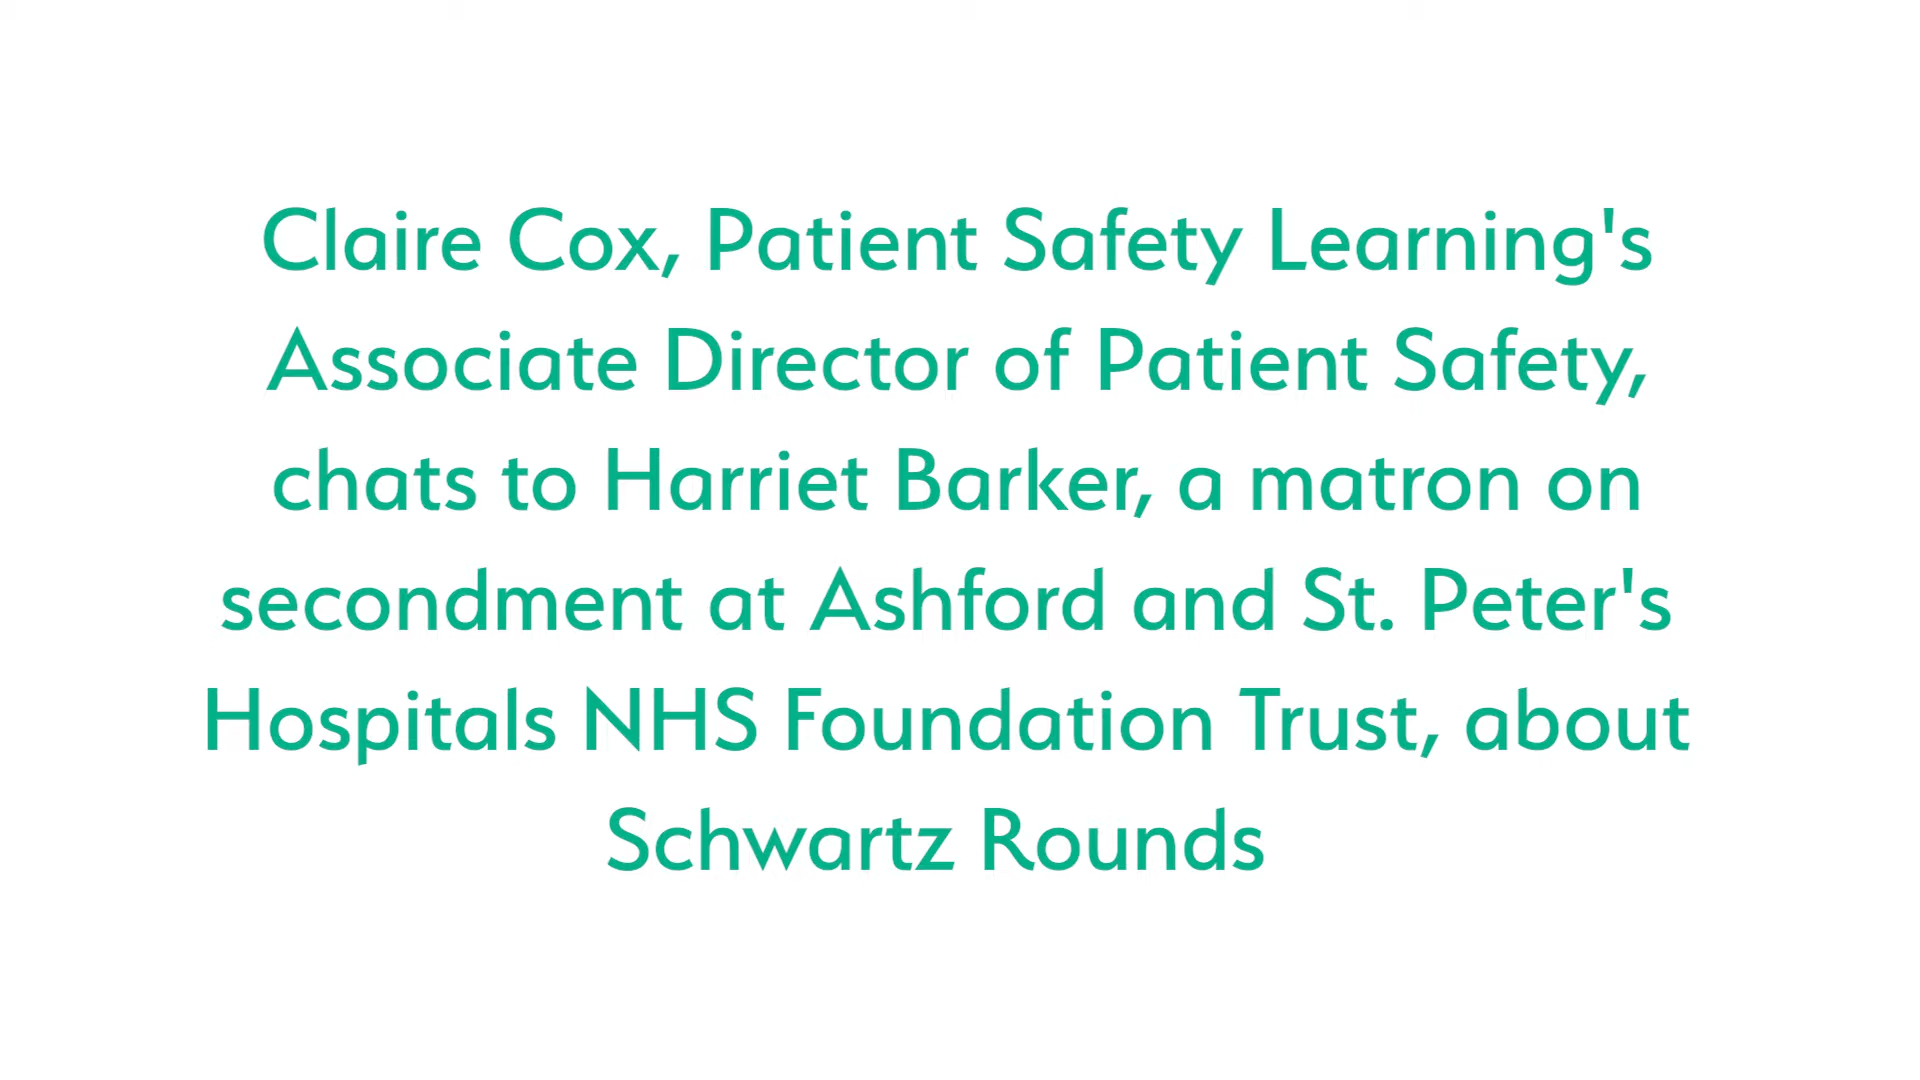 Claire Cox, Patient Safety Learning's
Associate Director of Patient Safety,
chats to Harriet Barker, a matron on
secondment at Ashford and St. Peter's
Hospitals NHS Foundation Trust, about
Schwartz Rounds